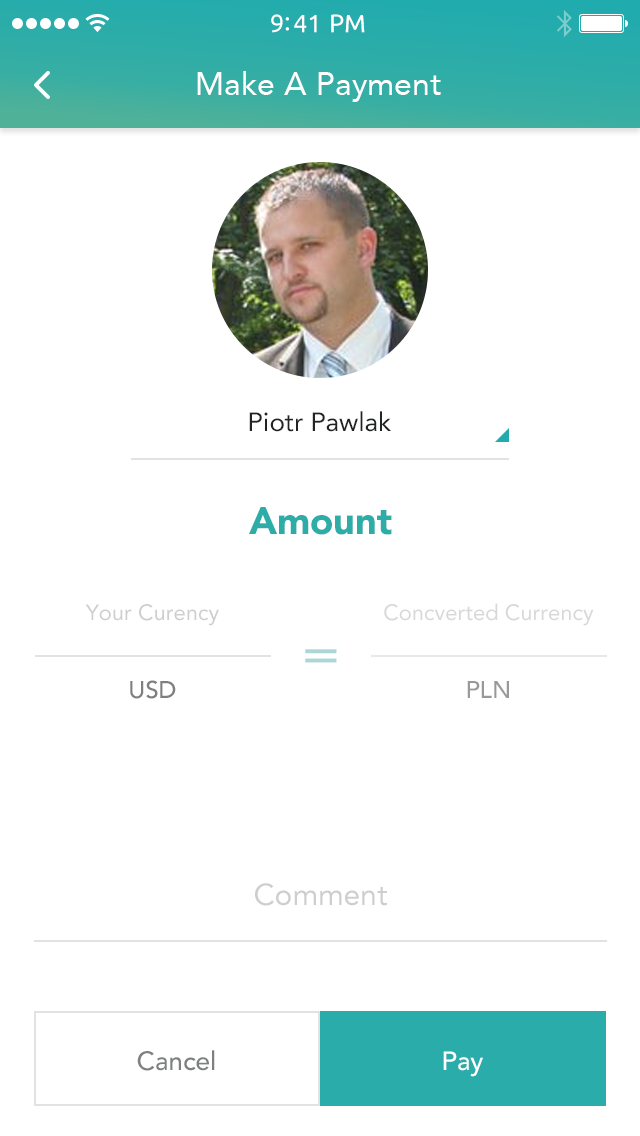 9:41 PM
Make A Payment
Piotr Pawlak
Amount
Your Curency
Concverted Currency
USD
PLN
Comment
Cancel
Pay